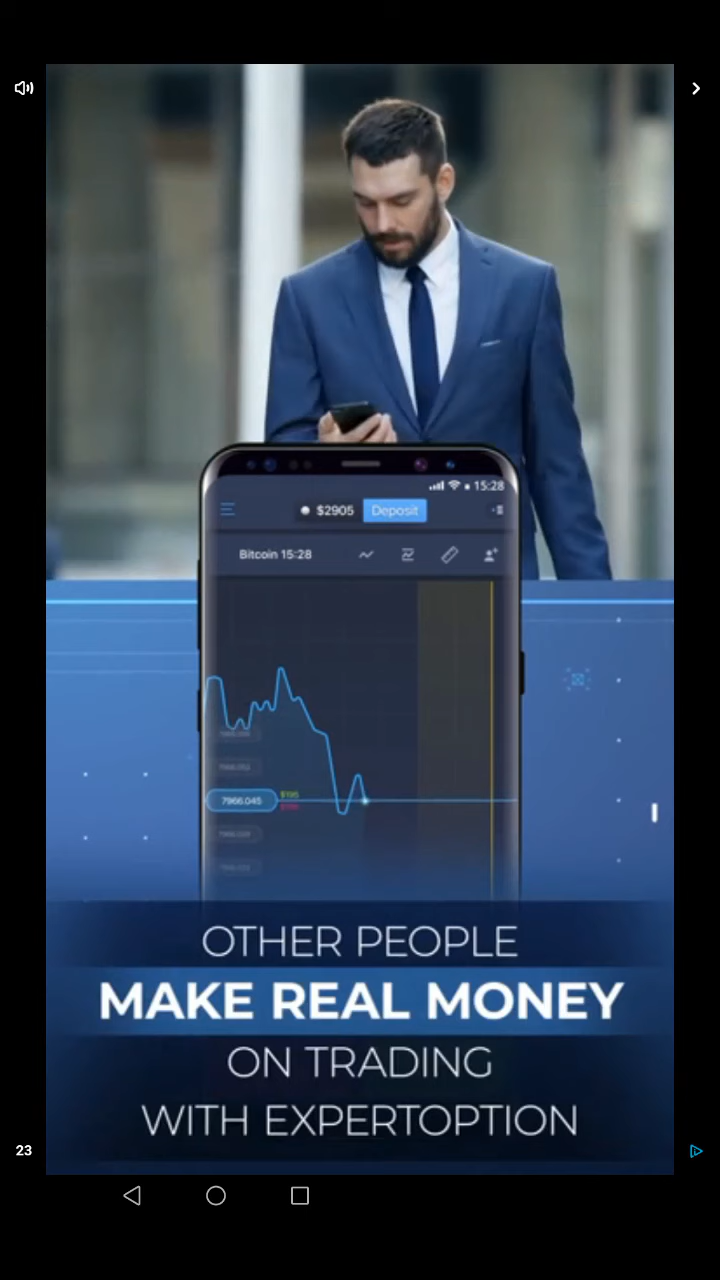 15:28
$2905 Deposit
Bitcoin 15:28
7966.045
$195
OTHER PEOPLE
MAKE REAL MONEY
ON TRADING
WITH EXPERTOPTION
23